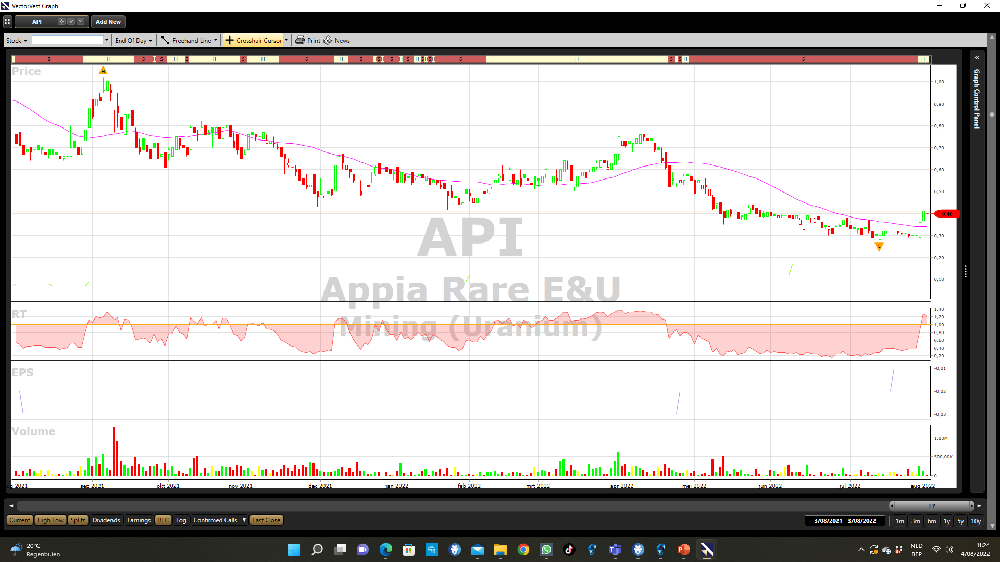 VectorVest Graph
API
Add New
Stock
End Of Day
Freehand Line
Crosshair Cursor
Print
News
S H S H S H S H S H S H S H S H S H S H S H S H S H S H S H S H
Price
H
1,00
0,90
0,80
0,70
0,60
0,50
0,40
0,30
0,20
0,10
L
API
Appia Rare E&U
Mining (Uranium)
RT
1,40
1,20
1,00
0,80
0,60
0,40
0,20
EPS
-0,01
-0,02
-0,03
Volume
1,00M
500,00K
0
ug 2021 sep 2021 okt 2021 nov 2021 dec 2021 jan 2022 feb 2022 mrt 2022 apr 2022 mei 2022 jun 2022 jul 2022 aug 2022
Graph Control Panel
1 Y
Current High Low Splits Dividends Earnings REC Log Confirmed Calls Last Close
3/08/2021 - 3/08/2022
1m 3m 6m 1y 5y 10y
20°C
Regenbuien
NLD
BEP
11:24
4/08/2022